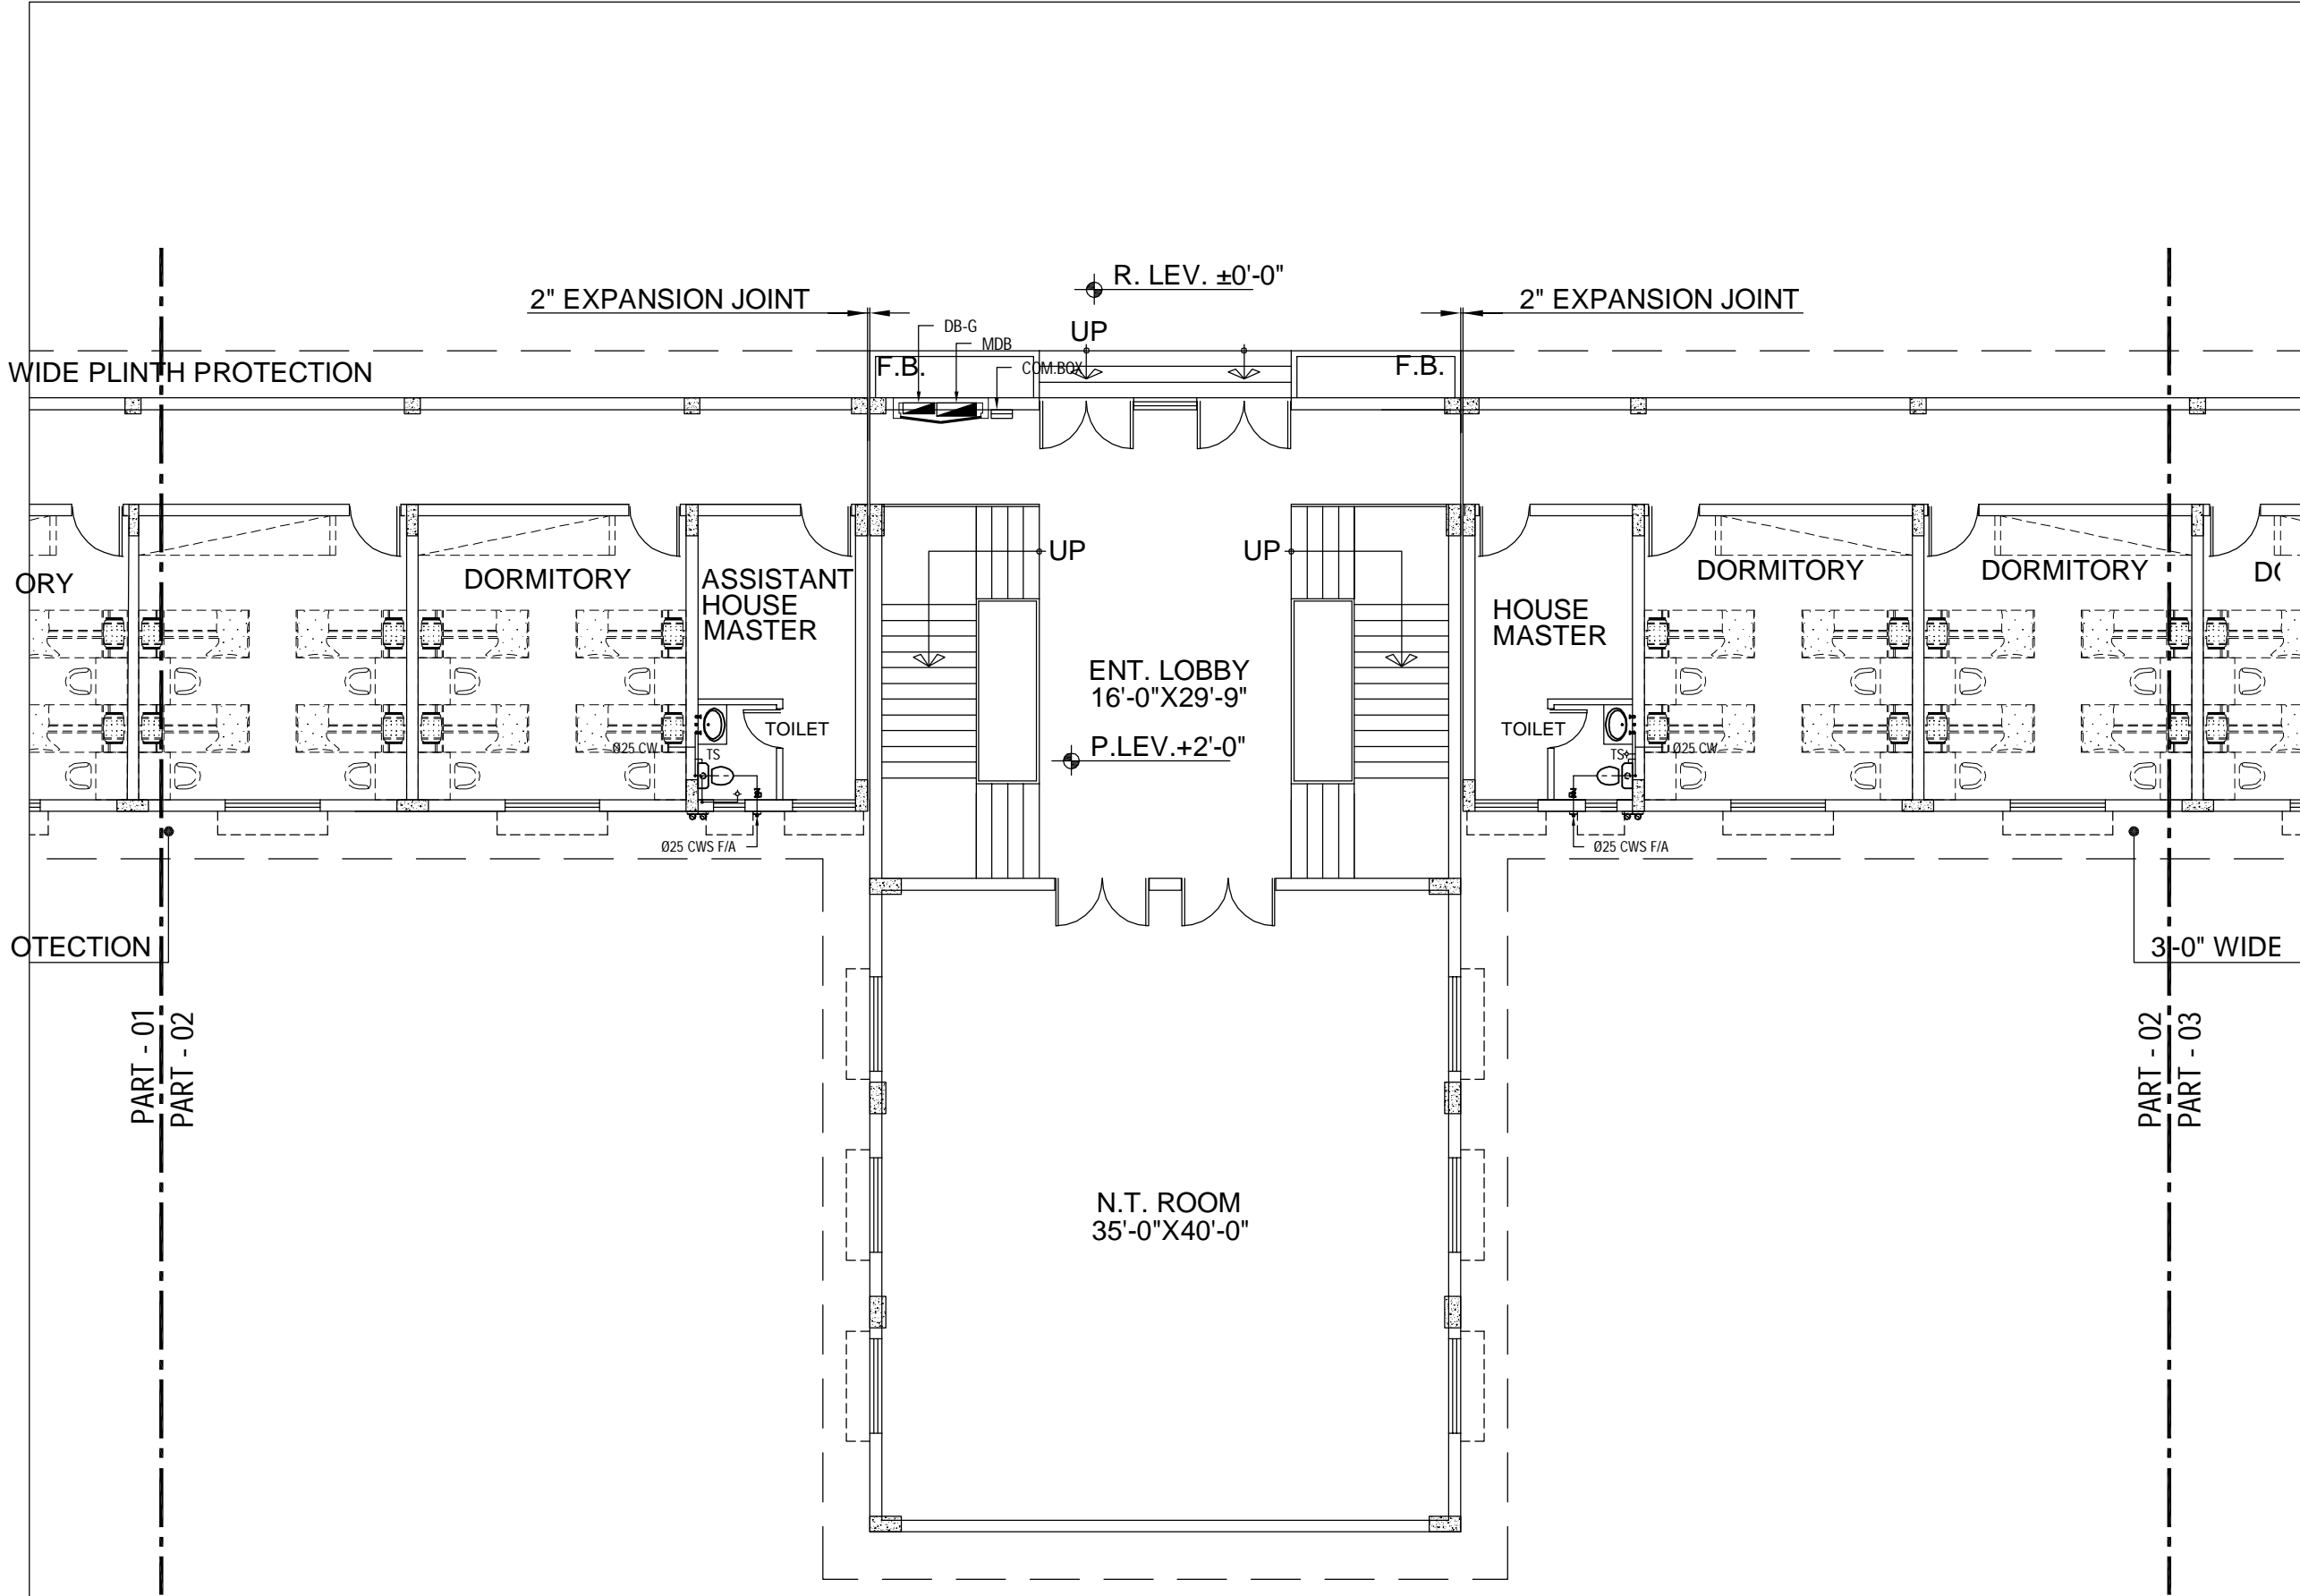 R. LEV. ±0'-0"
2" EXPANSION JOINT
2" EXPANSION JOINT
DB-G
UP
MDB
F.B.
COM.BOX
F.B.
WIDE PLINTH PROTECTION
UP
UP
ORY
DORMITORY
ASSISTANT
HOUSE
MASTER
HOUSE
MASTER
DORMITORY
DORMITORY
DO
ENT. LOBBY
16'-0"X29'-9"
TOILET
TOILET
P.LEV.+2'-0"
Ø25 CW
TS
TS
Ø25 CW
Ø25 CWS F/A
Ø25 CWS F/A
OTECTION
3'-0" WIDE
PART - 01
PART - 02
PART - 02
PART - 03
N.T. ROOM
35'-0"X40'-0"